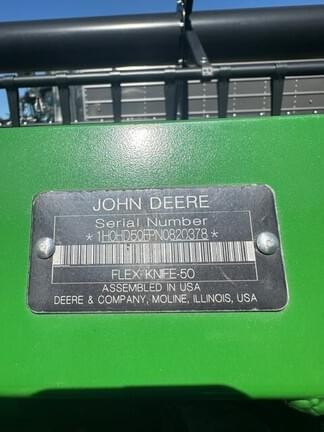 JOHN DEERE
Serial Number
*1H0HD50FPN0820378*
FLEX-KNIFE-50
ASSEMBLED IN USA
DEERE & COMPANY, MOLINE, ILLINOIS, USA